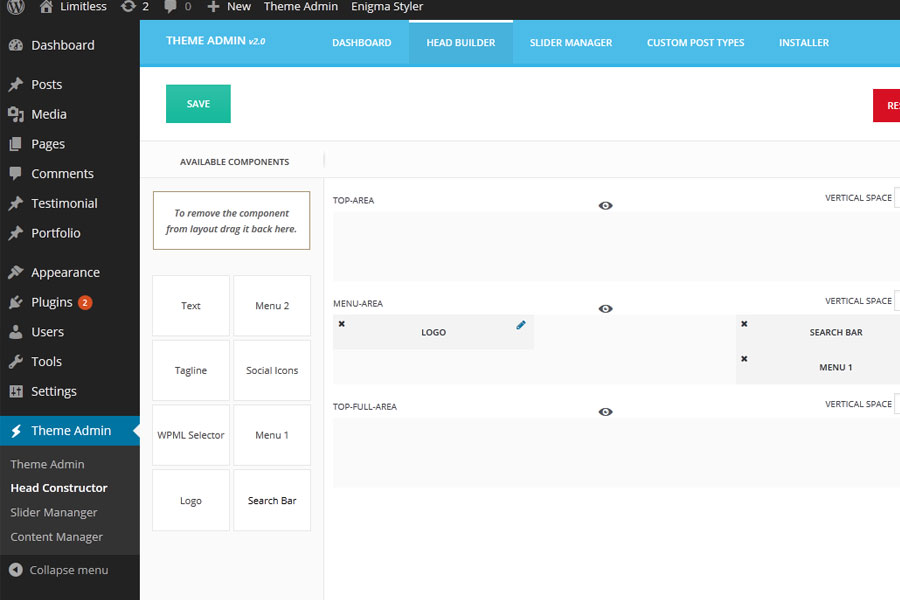 Limitless 2 0 New Theme Admin Enigma Styler
Dashboard
Posts
Media
Pages
Comments
Testimonial
Portfolio
Appearance
Plugins 2
Users
Tools
Settings
Theme Admin
Theme Admin
Head Constructor
Slider Mananger
Content Manager
Collapse menu
THEME ADMIN v2.0
DASHBOARD
HEAD BUILDER
SLIDER MANAGER
CUSTOM POST TYPES
INSTALLER
SAVE
AVAILABLE COMPONENTS
To remove the component
from layout drag it back here.
Text
Menu 2
Tagline
Social Icons
WPML Selector
Menu 1
Logo
Search Bar
TOP-AREA
VERTICAL SPACE
MENU-AREA
VERTICAL SPACE
LOGO
SEARCH BAR
MENU 1
TOP-FULL-AREA
VERTICAL SPACE